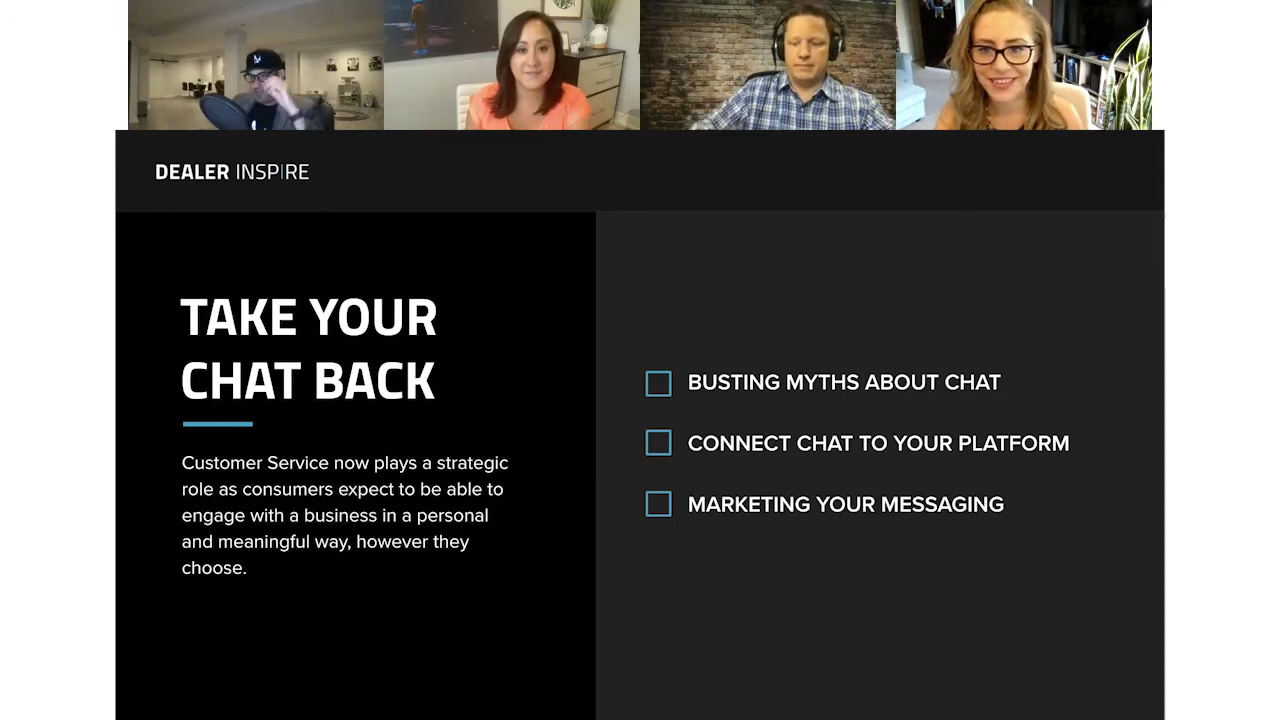 DEALER INSPIRE
TAKE YOUR
CHAT BACK
Customer Service now plays a strategic
role as consumers expect to be able to
engage with a business in a personal
and meaningful way, however they
choose.
BUSTING MYTHS ABOUT CHAT
CONNECT CHAT TO YOUR PLATFORM
MARKETING YOUR MESSAGING